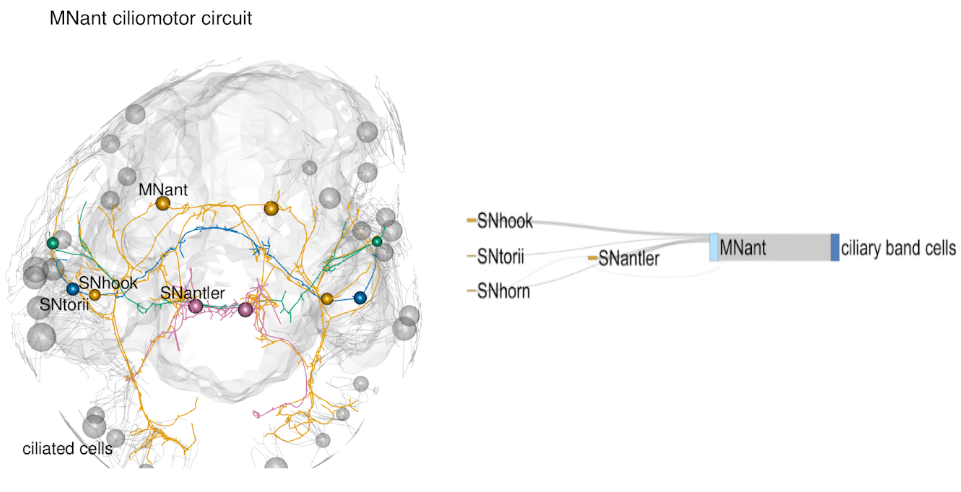 MNant ciliomotor circuit
MNant
SNhook
SNtorii
SNantler
ciliated cells
SNhook
SNtorii
SNantler
SNhorn
MNant
ciliary band cells